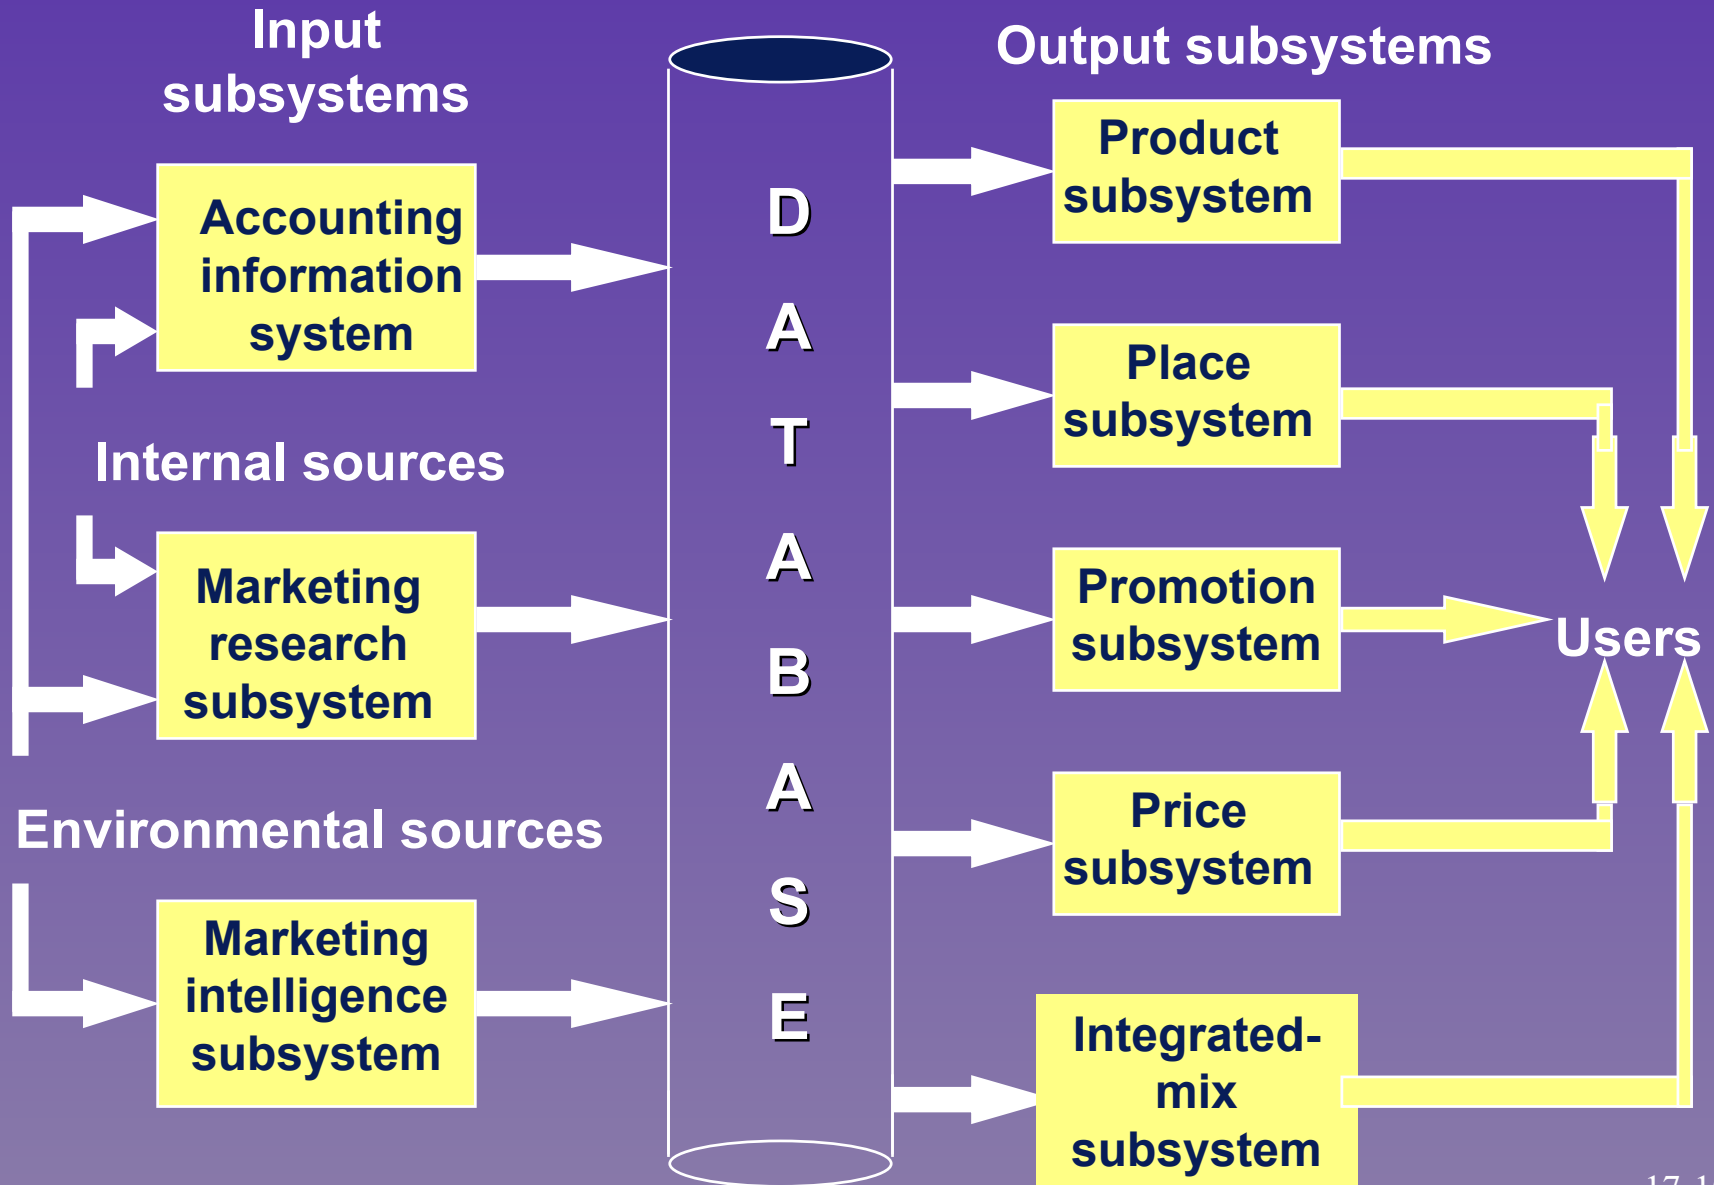 Input
subsystems
Output subsystems
Accounting
information
system
Internal sources
Marketing
research
subsystem
Environmental sources
Marketing
intelligence
subsystem
D
A
T
A
B
A
S
E
Product
subsystem
Place
subsystem
Promotion
subsystem
Price
subsystem
Integrated-
mix
subsystem
Users